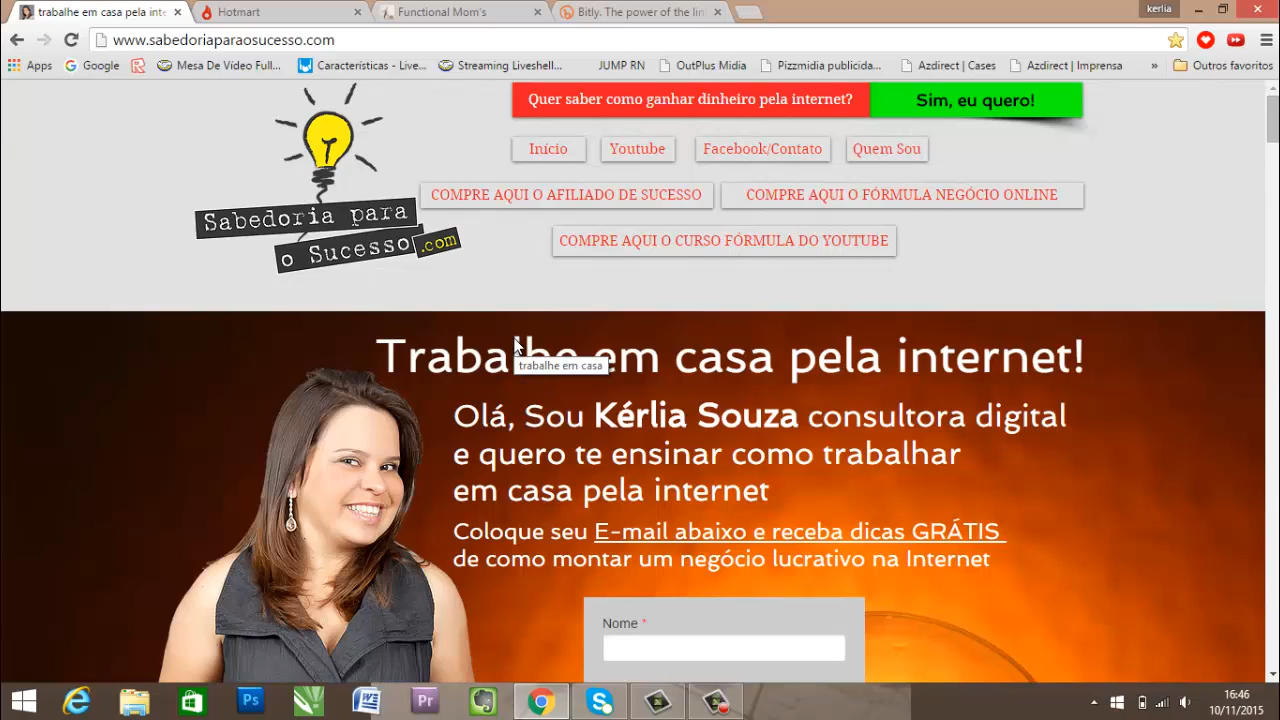 trabalhe em casa pela inte
Hotmart
Functional Mom's
Bitly. The power of the lin
kerlia
www.sabedoriaparaosucesso.com
Apps
Google
Mesa De Vídeo Full...
Características - Live...
Streaming Liveshell...
JUMP RN
OutPlus Midia
Pizzmidia publicida...
Azdirect | Cases
Azdirect | Imprensa
»
Outros favoritos
Quer saber como ganhar dinheiro pela internet?
Sim, eu quero!
Início
Youtube
Facebook/Contato
Quem Sou
COMPRE AQUI O AFILIADO DE SUCESSO
COMPRE AQUI O FÓRMULA NEGÓCIO ONLINE
COMPRE AQUI O CURSO FÓRMULA DO YOUTUBE
Sabedoria para
o Sucesso .com
Trabalhe em casa pela internet!
trabalhe em casa
Olá, Sou Kérlia Souza consultora digital
e quero te ensinar como trabalhar
em casa pela internet
Coloque seu E-mail abaixo e receba dicas GRÁTIS
de como montar um negócio lucrativo na Internet
Nome *
Ps
W
Pr
S
16:46
10/11/2015